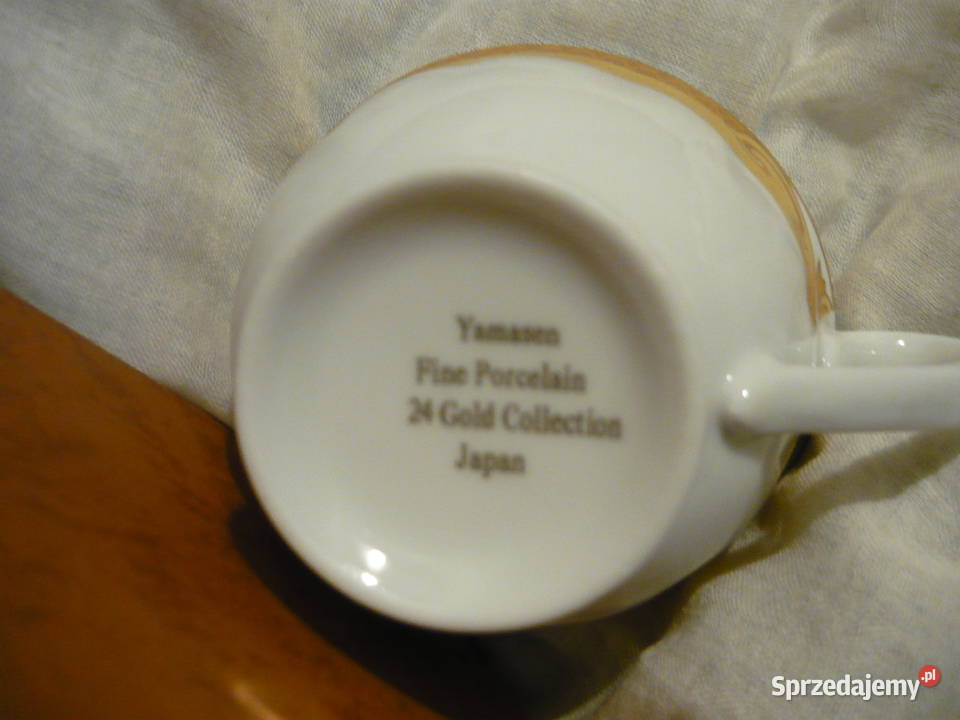 Yamasen
Fine Porcelain
24 Gold Collection
Japan
Sprzedajemy.pl